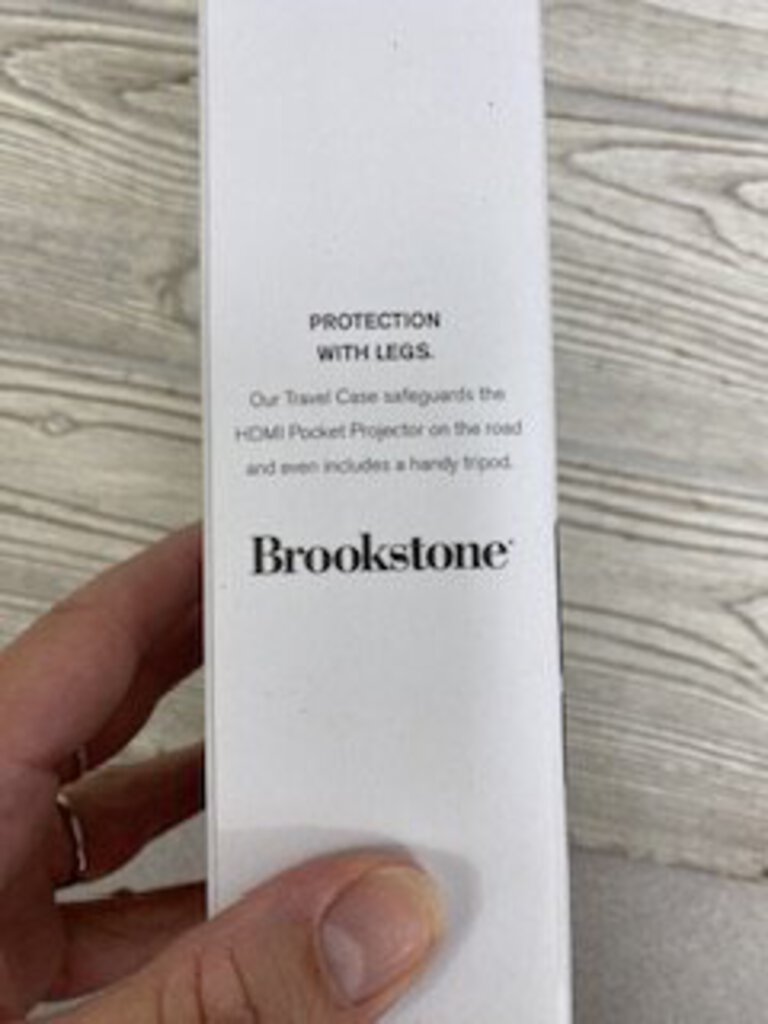 PROTECTION
WITH LEGS.
Our Travel Case safeguards the
HDMI Pocket Projector on the road
and even includes a handy tripod.
Brookstone